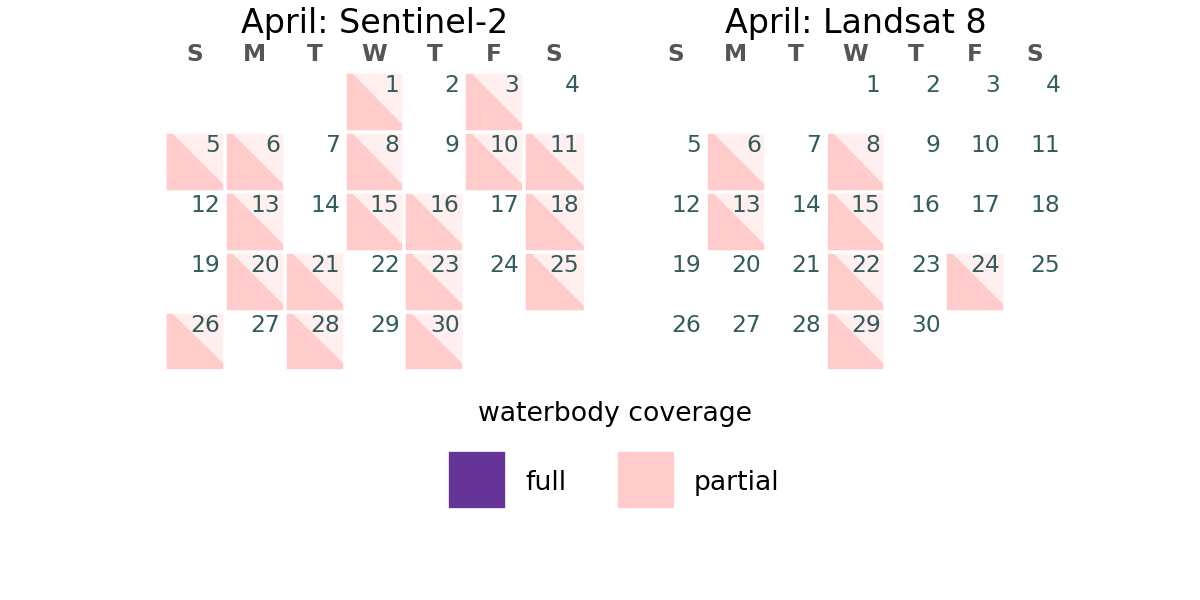 April: Sentinel-2
S M T W T F S
1 2 3 4
5 6 7 8 9 10 11
12 13 14 15 16 17 18
19 20 21 22 23 24 25
26 27 28 29 30
April: Landsat 8
S M T W T F S
1 2 3 4
5 6 7 8 9 10 11
12 13 14 15 16 17 18
19 20 21 22 23 24 25
26 27 28 29 30
waterbody coverage
full
partial